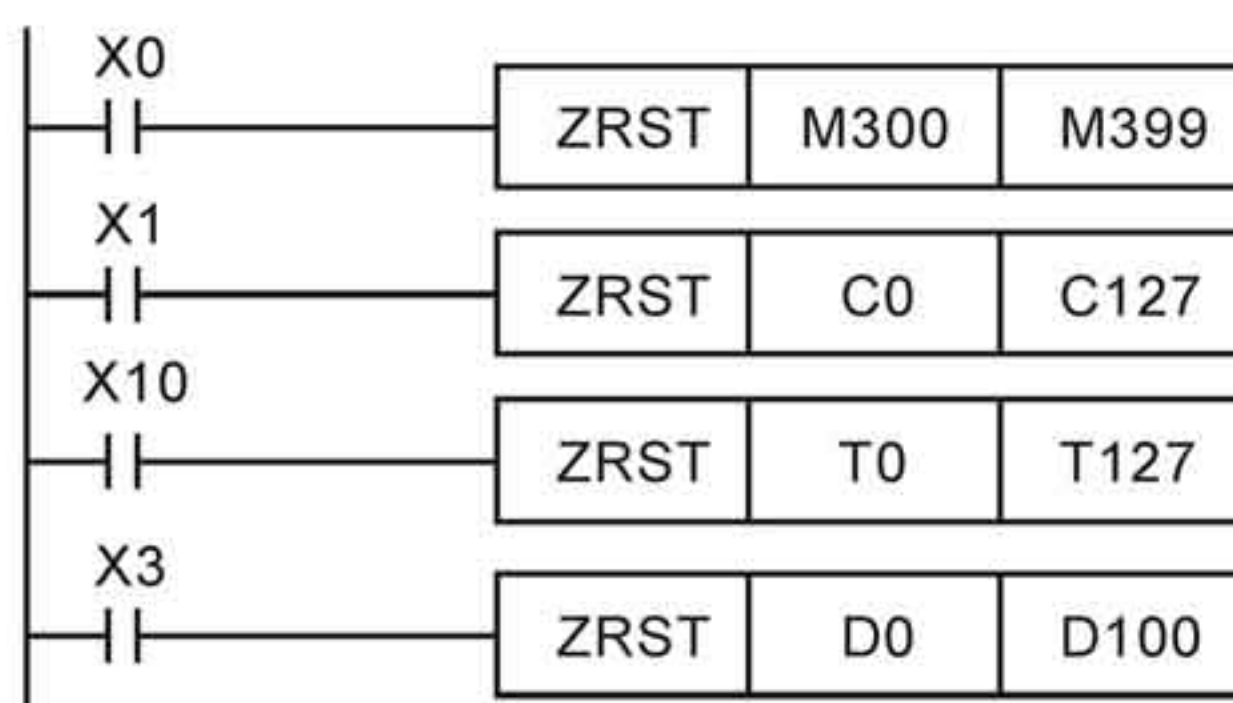 X0
ZRST M300 M399
X1
ZRST C0 C127
X10
ZRST T0 T127
X3
ZRST D0 D100